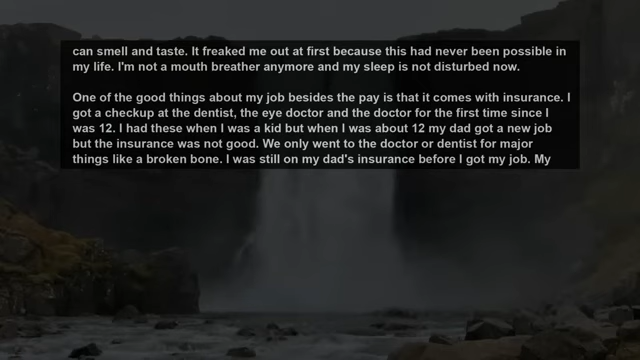 can smell and taste. It freaked me out at first because this had never been possible in
my life. I'm not a mouth breather anymore and my sleep is not disturbed now.
One of the good things about my job besides the pay is that it comes with insurance. I
got a checkup at the dentist, the eye doctor and the doctor for the first time since I
was 12. I had these when I was a kid but when I was about 12 my dad got a new job
but the insurance was not good. We only went to the doctor or dentist for major
things like a broken bone. I was still on my dad's insurance before I got my job. My